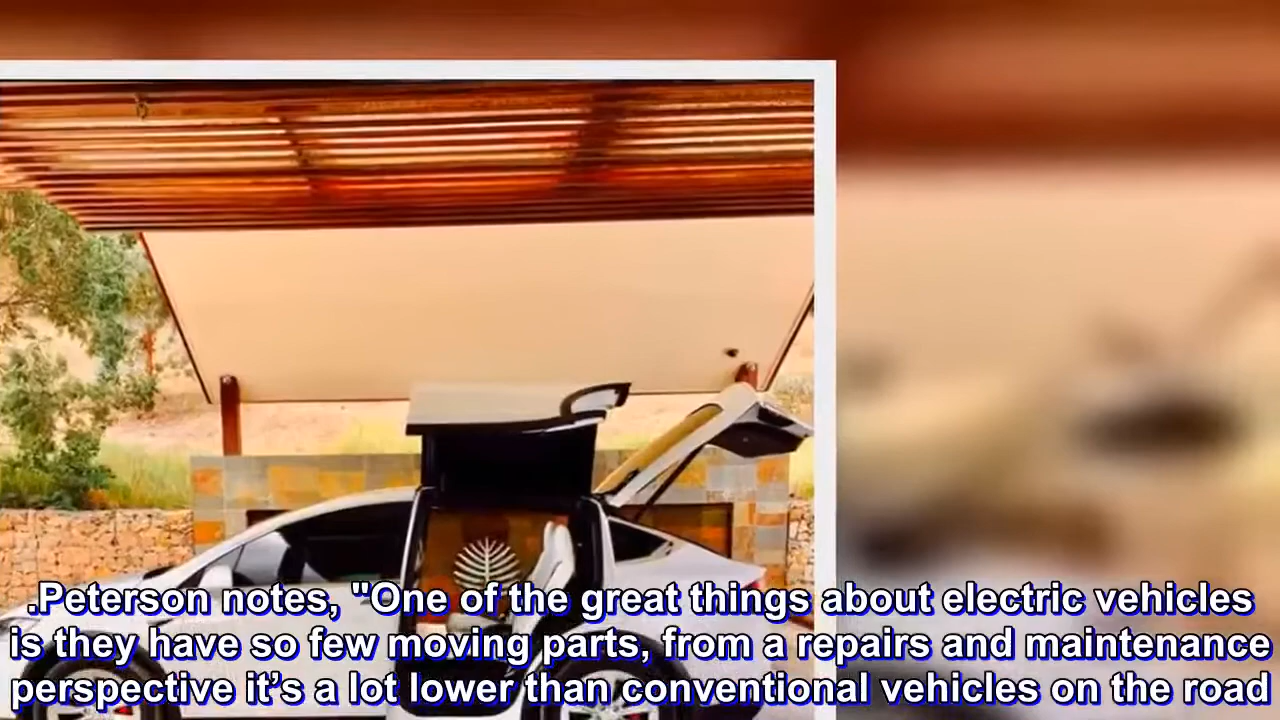 .Peterson notes, "One of the great things about electric vehicles
is they have so few moving parts, from a repairs and maintenance
perspective it’s a lot lower than conventional vehicles on the road